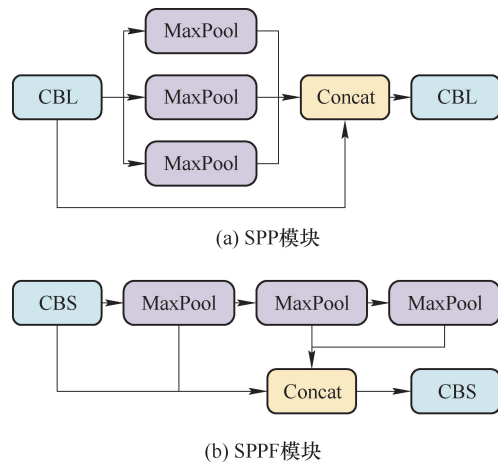 MaxPool
CBL MaxPool Concat CBL
MaxPool
(a) SPP模块
CBS MaxPool MaxPool MaxPool
Concat CBS
(b) SPPF模块